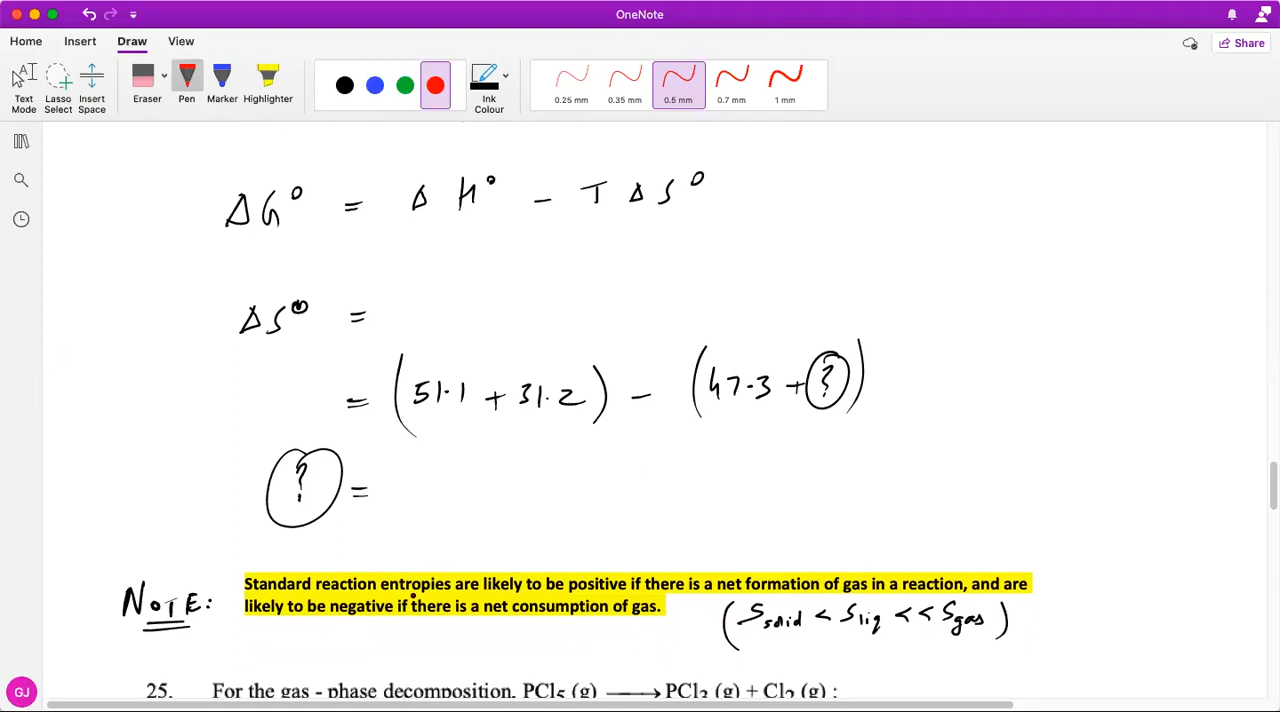 OneNote
Home Insert Draw View
Share
Text Mode
Lasso Select
Insert Space
Eraser
Pen
Marker
Highlighter
Ink Colour
0.25 mm
0.35 mm
0.5 mm
0.7 mm
1 mm
ΔG° = ΔH° - TΔS°
ΔS° =
= (51.1 + 31.2) - (47.3 + ?)
? =
NOTE: Standard reaction entropies are likely to be positive if there is a net formation of gas in a reaction, and are
likely to be negative if there is a net consumption of gas.
(Ssolid < Sliq << Sgas)
25. For the gas - phase decomposition, PCl5 (g) ⟶ PCl3 (g) + Cl2 (g) :
GJ